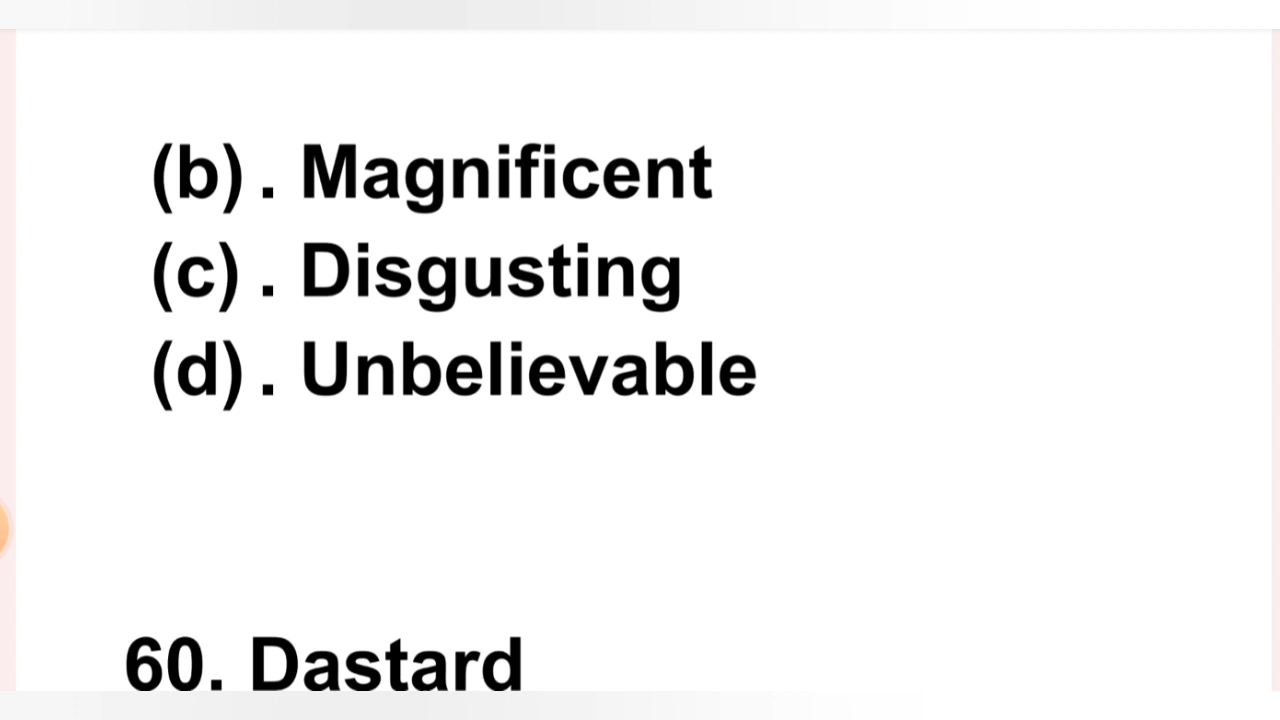 (b). Magnificent
(c). Disgusting
(d). Unbelievable
60. Dastard